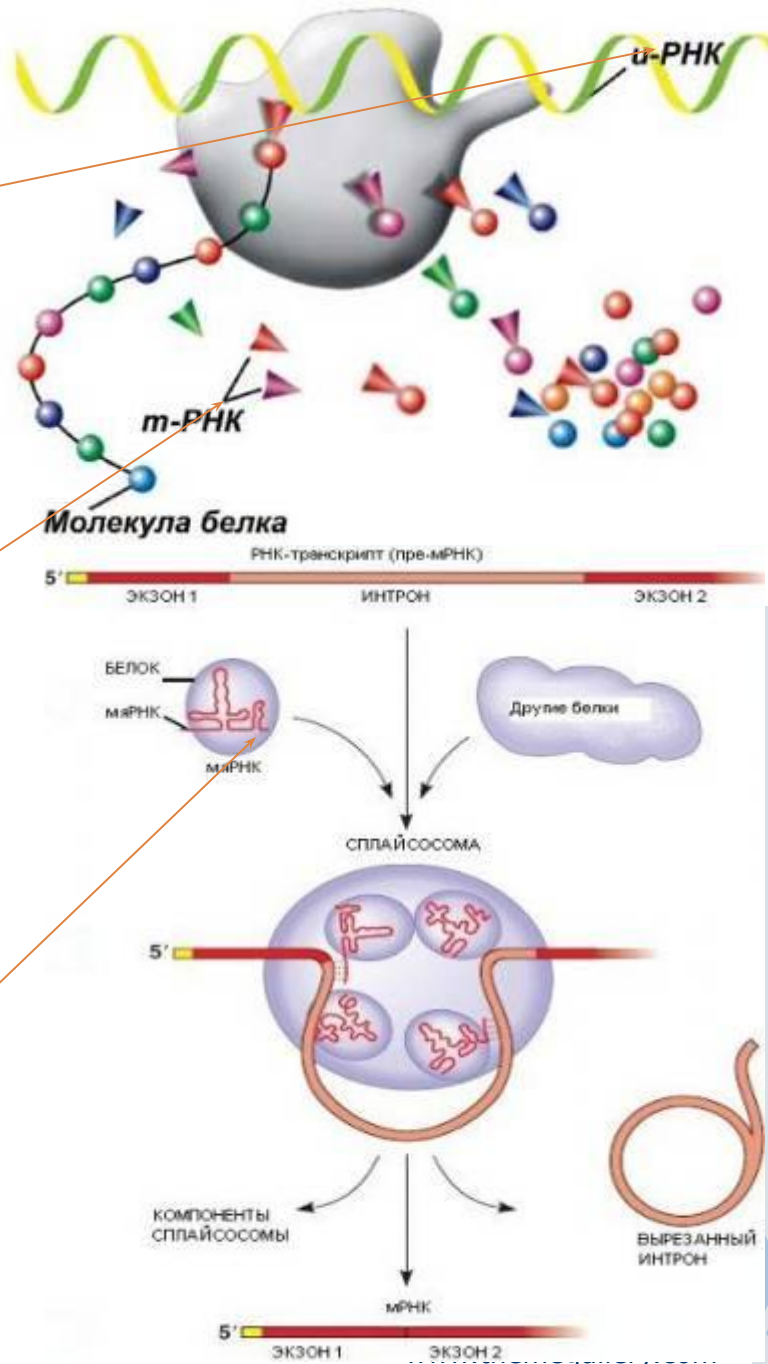 и-РНК
т-РНК
Молекула белка
РНК-транскрипт (пре-мРНК)
5′
ЭКЗОН 1 ИНТРОН ЭКЗОН 2
БЕЛОК
мяРНК
мяРНК
Другие белки
СПЛАЙСОСОМА
5′
КОМПОНЕНТЫ
СПЛАЙСОСОМЫ
ВЫРЕЗАННЫЙ
ИНТРОН
мРНК
5′
ЭКЗОН 1 ЭКЗОН 2